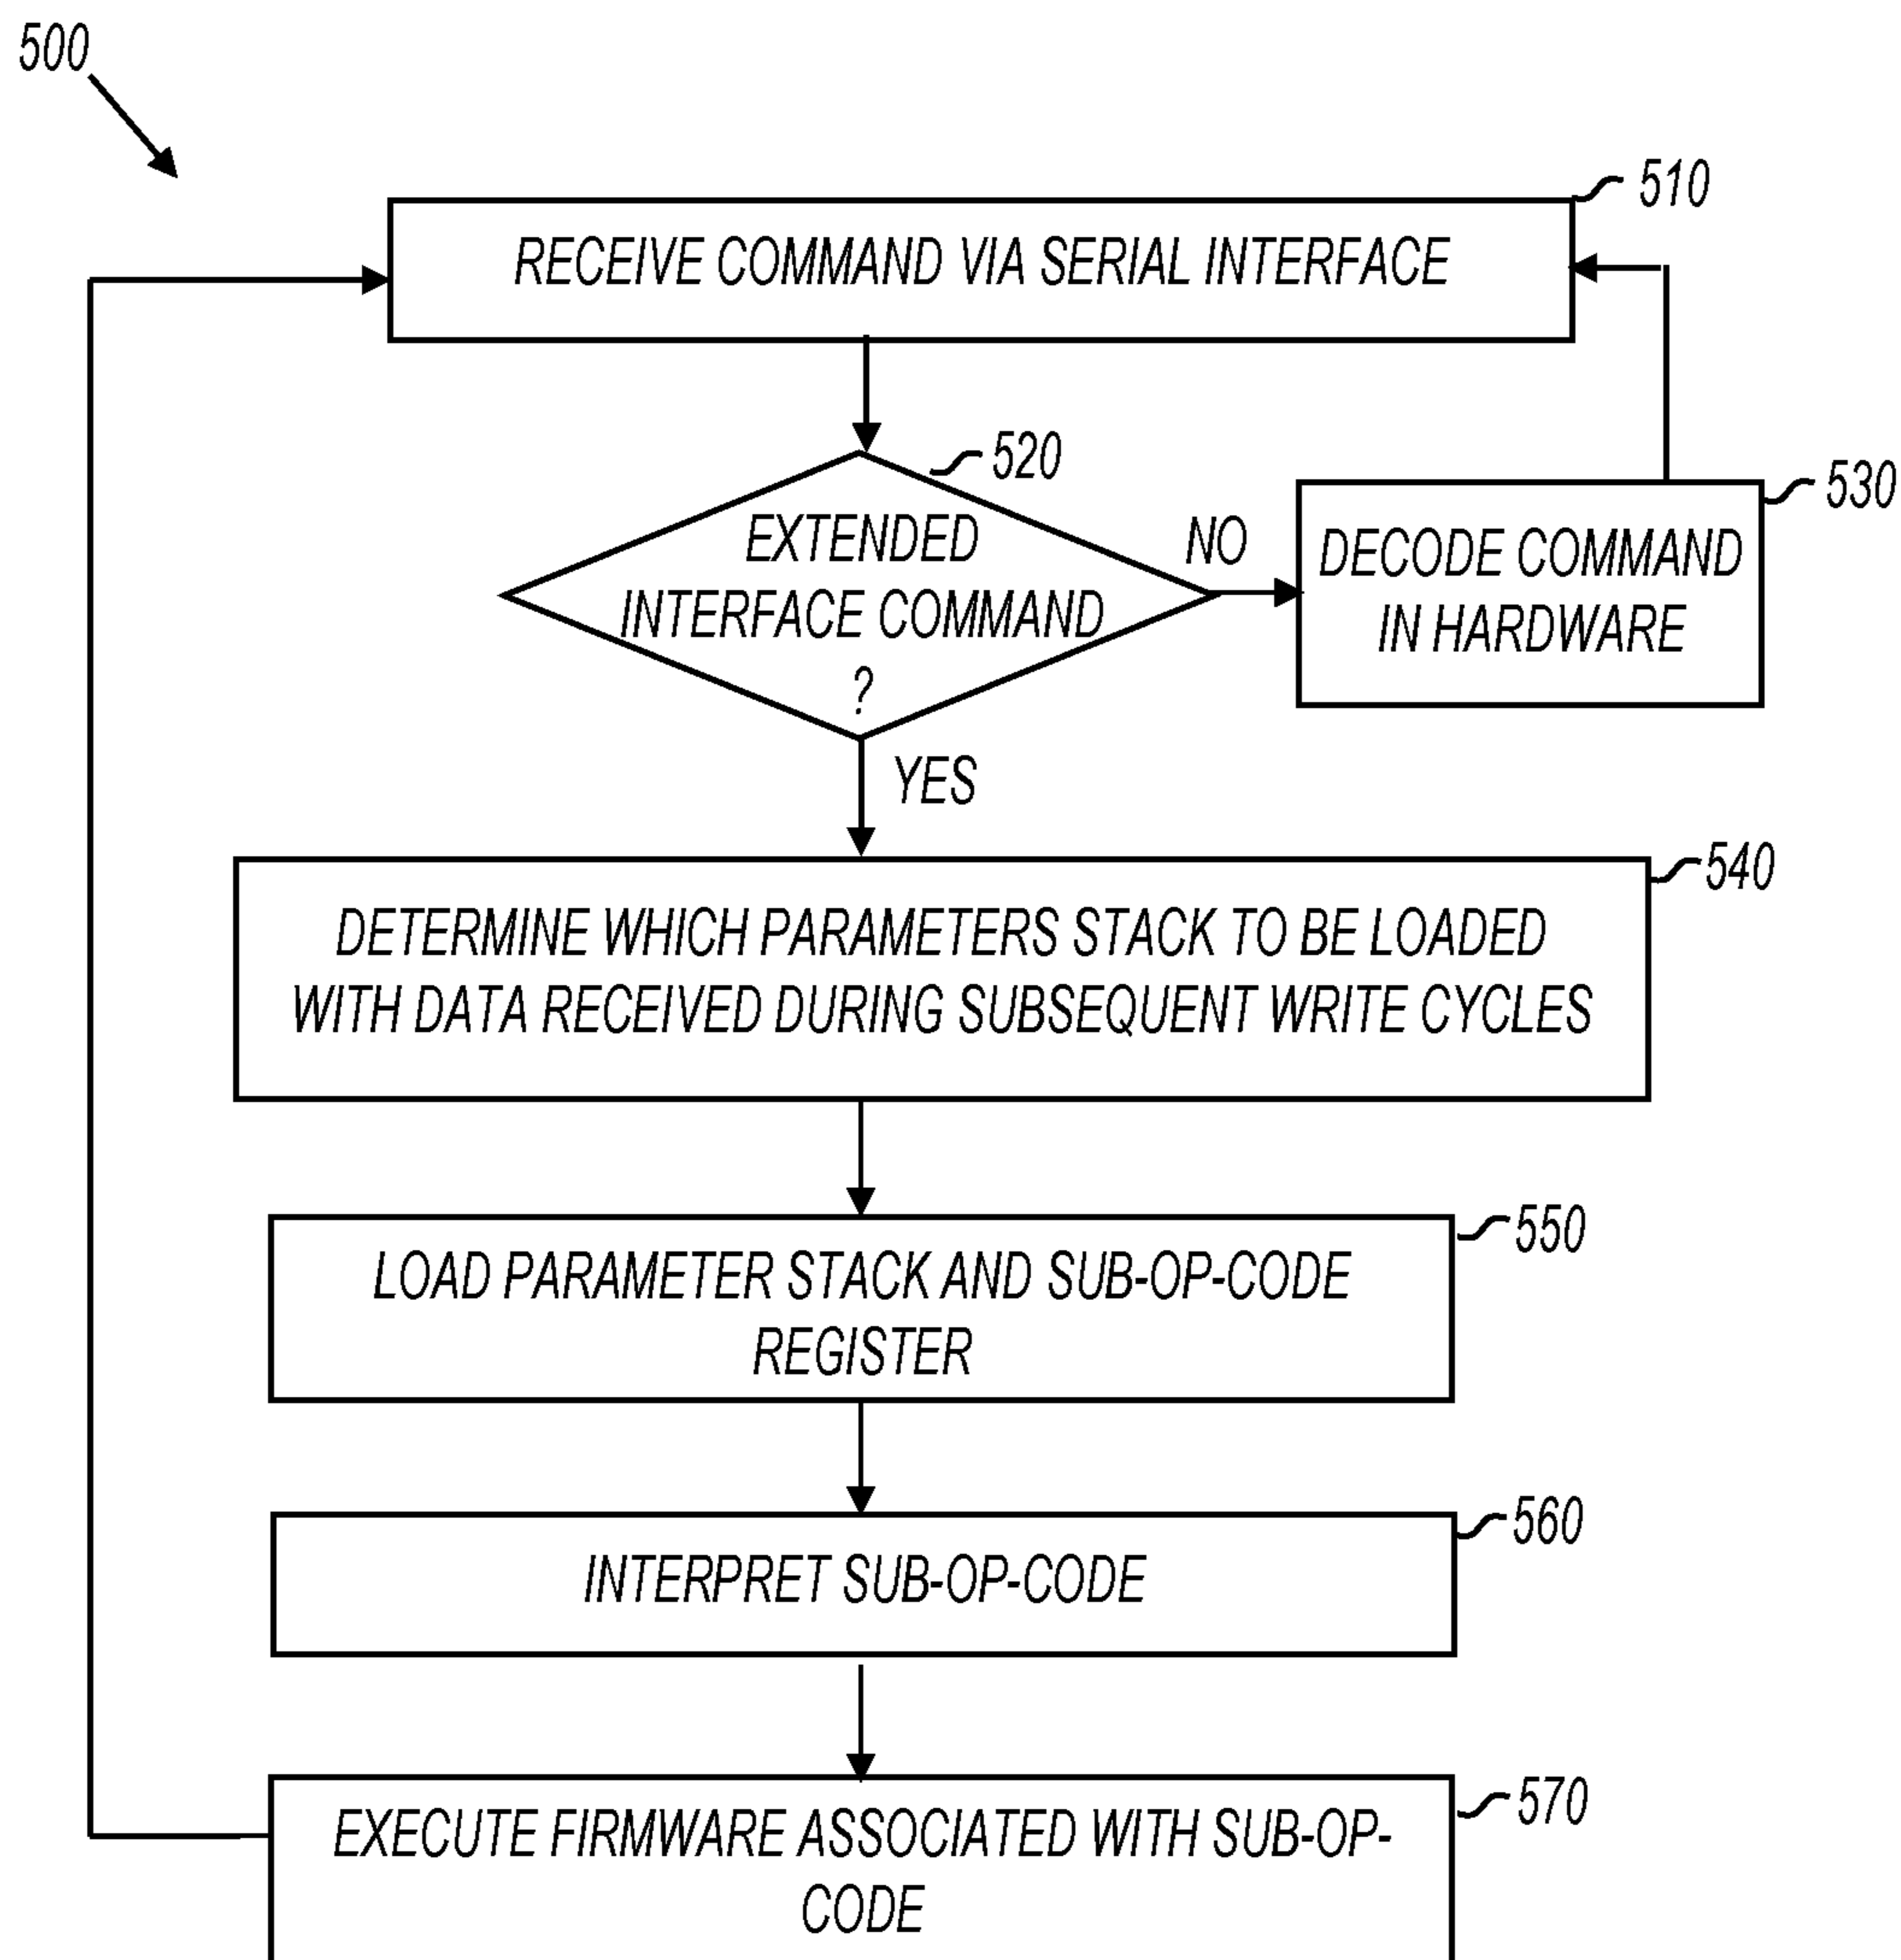 500
510
RECEIVE COMMAND VIA SERIAL INTERFACE
520
EXTENDED
INTERFACE COMMAND
?
NO
530
DECODE COMMAND
IN HARDWARE
YES
540
DETERMINE WHICH PARAMETERS STACK TO BE LOADED
WITH DATA RECEIVED DURING SUBSEQUENT WRITE CYCLES
550
LOAD PARAMETER STACK AND SUB-OP-CODE
REGISTER
560
INTERPRET SUB-OP-CODE
570
EXECUTE FIRMWARE ASSOCIATED WITH SUB-OP-
CODE